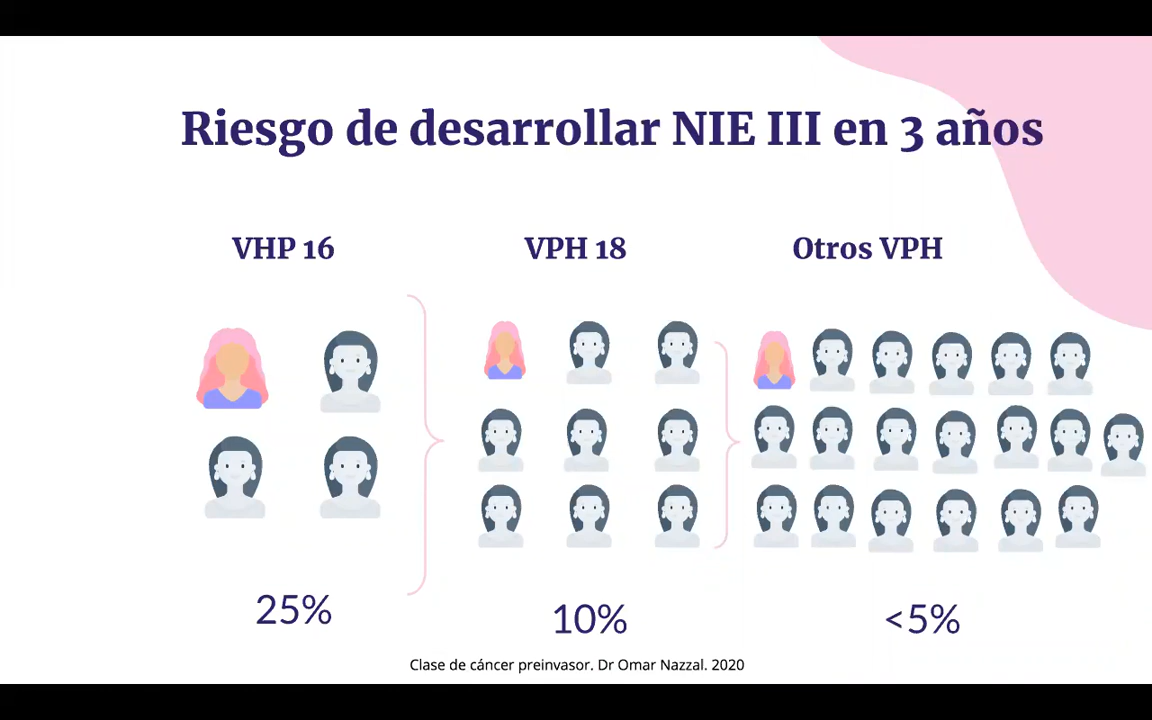 Riesgo de desarrollar NIE III en 3 años
VHP 16
VPH 18
Otros VPH
25%
10%
<5%
Clase de cáncer preinvasor. Dr Omar Nazzal. 2020